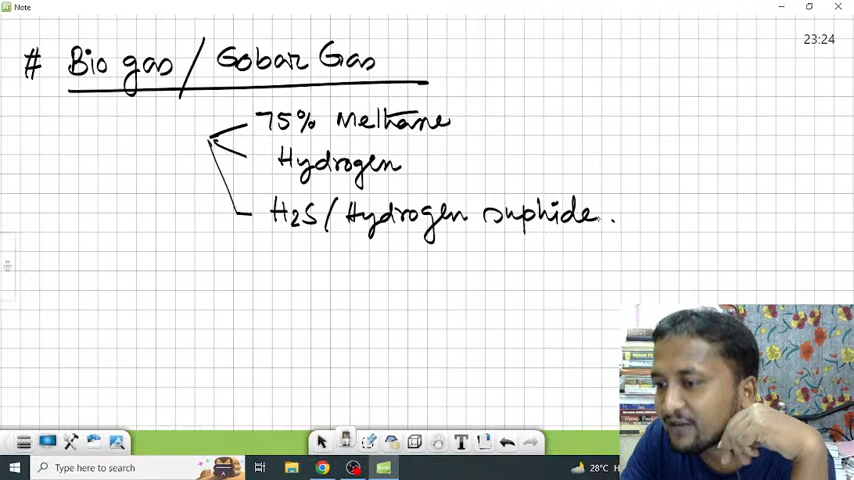 Note
23:24
# Bio gas / Gobar Gas
75% Methane
Hydrogen
H2S / Hydrogen suphide.
Type here to search
28°C H